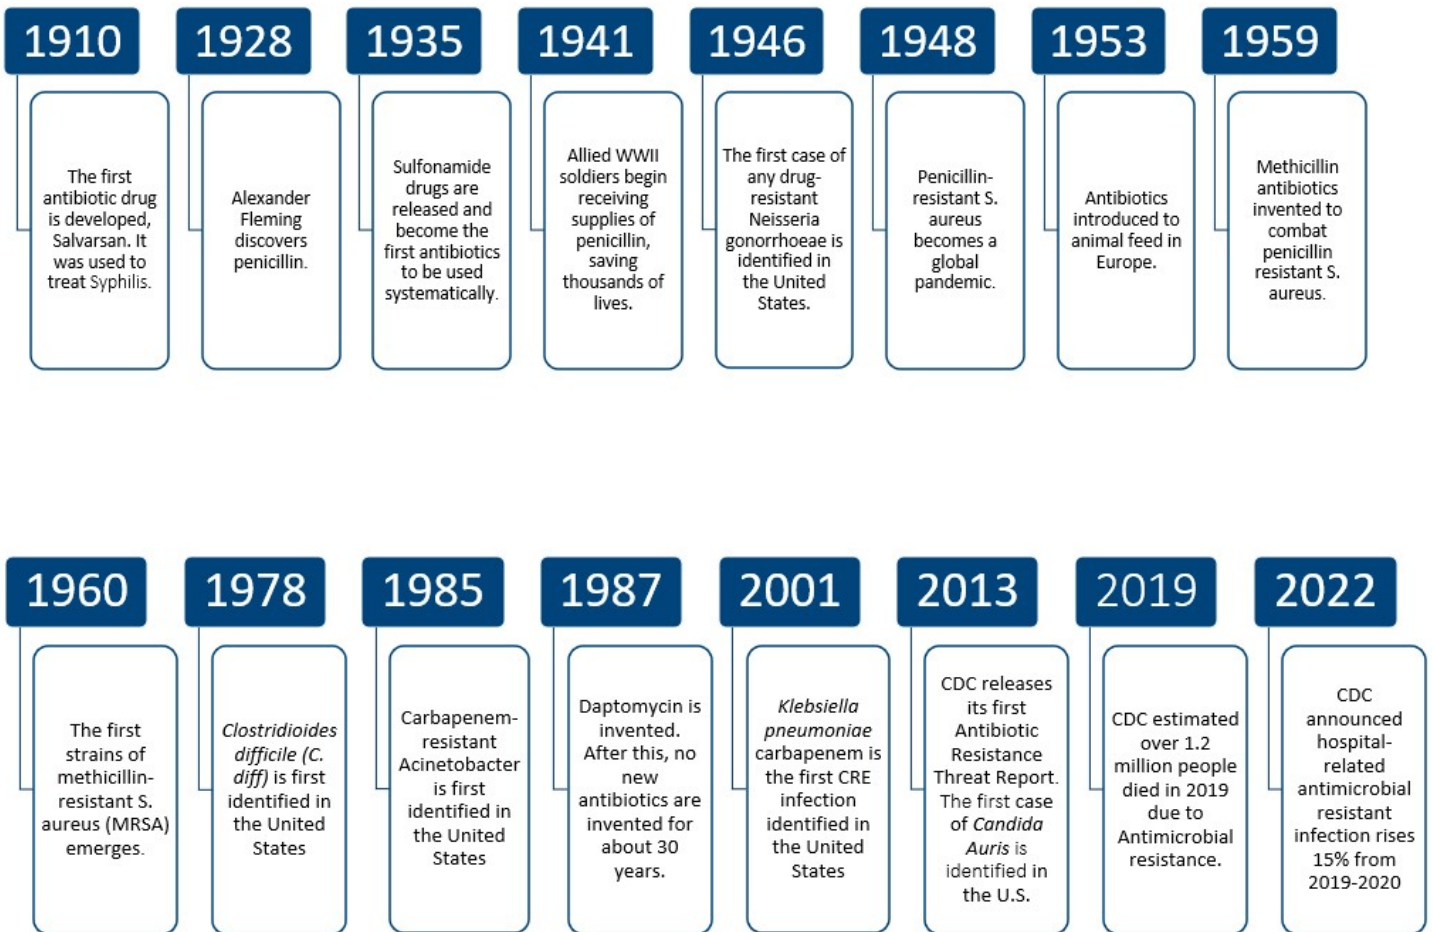 1910
The first
antibiotic drug
is developed,
Salvarsan. It
was used to
treat Syphilis.
1928
Alexander
Fleming
discovers
penicillin.
1935
Sulfonamide
drugs are
released and
become the
first antibiotics
to be used
systematically.
1941
Allied WWII
soldiers begin
receiving
supplies of
penicillin,
saving
thousands of
lives.
1946
The first case of
any drug-
resistant
Neisseria
gonorrhoeae is
identified in
the United
States.
1948
Penicillin-
resistant S.
aureus
becomes a
global
pandemic.
1953
Antibiotics
introduced to
animal feed in
Europe.
1959
Methicillin
antibiotics
invented to
combat
penicillin
resistant S.
aureus.
1960
The first
strains of
methicillin-
resistant S.
aureus (MRSA)
emerges.
1978
Clostridioides
difficile (C.
diff) is first
identified in
the United
States
1985
Carbapenem-
resistant
Acinetobacter
is first
identified in
the United
States
1987
Daptomycin is
invented.
After this, no
new
antibiotics are
invented for
about 30
years.
2001
Klebsiella
pneumoniae
carbapenem is
the first CRE
infection
identified in
the United
States
2013
CDC releases
its first
Antibiotic
Resistance
Threat Report.
The first case
of Candida
Auris is
identified in
the U.S.
2019
CDC estimated
over 1.2
million people
died in 2019
due to
Antimicrobial
resistance.
2022
CDC
announced
hospital-
related
antimicrobial
resistant
infection rises
15% from
2019-2020